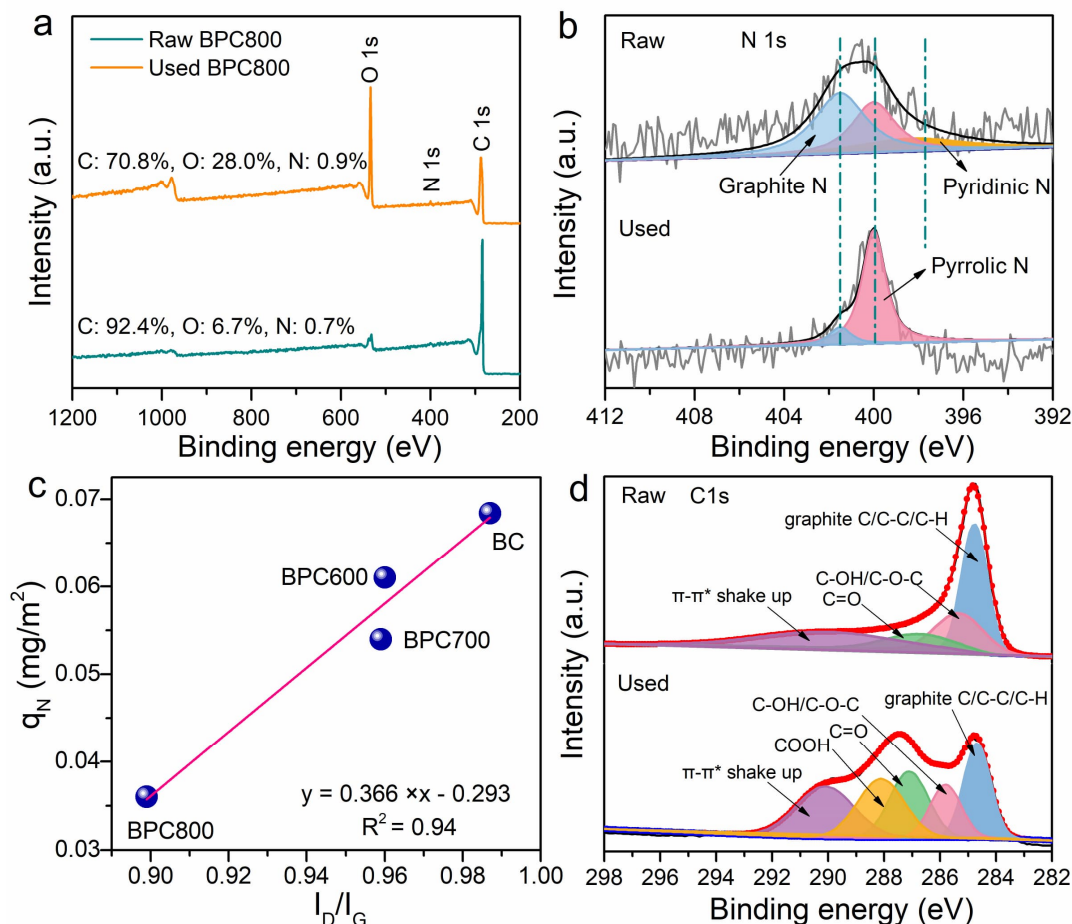 a
Raw BPC800
Used BPC800
O 1s
N 1s
C 1s
C: 70.8%, O: 28.0%, N: 0.9%
C: 92.4%, O: 6.7%, N: 0.7%
Intensity (a.u.)
1200 1000 800 600 400 200
Binding energy (eV)
b
Raw N 1s
Graphite N
Pyridinic N
Used
Pyrrolic N
Intensity (a.u.)
412 408 404 400 396 392
Binding energy (eV)
c
0.07
0.06
0.05
0.04
0.03
q_N (mg/m²)
BC
BPC600
BPC700
BPC800
y = 0.366 ×x - 0.293
R² = 0.94
0.90 0.92 0.94 0.96 0.98 1.00
I_D/I_G
d
Raw C1s
graphite C/C-C/C-H
C-OH/C-O-C
C=O
π-π* shake up
Used
C-OH/C-O-C
graphite C/C-C/C-H
C=O
COOH
π-π* shake up
Intensity (a.u.)
298 296 294 292 290 288 286 284 282
Binding energy (eV)